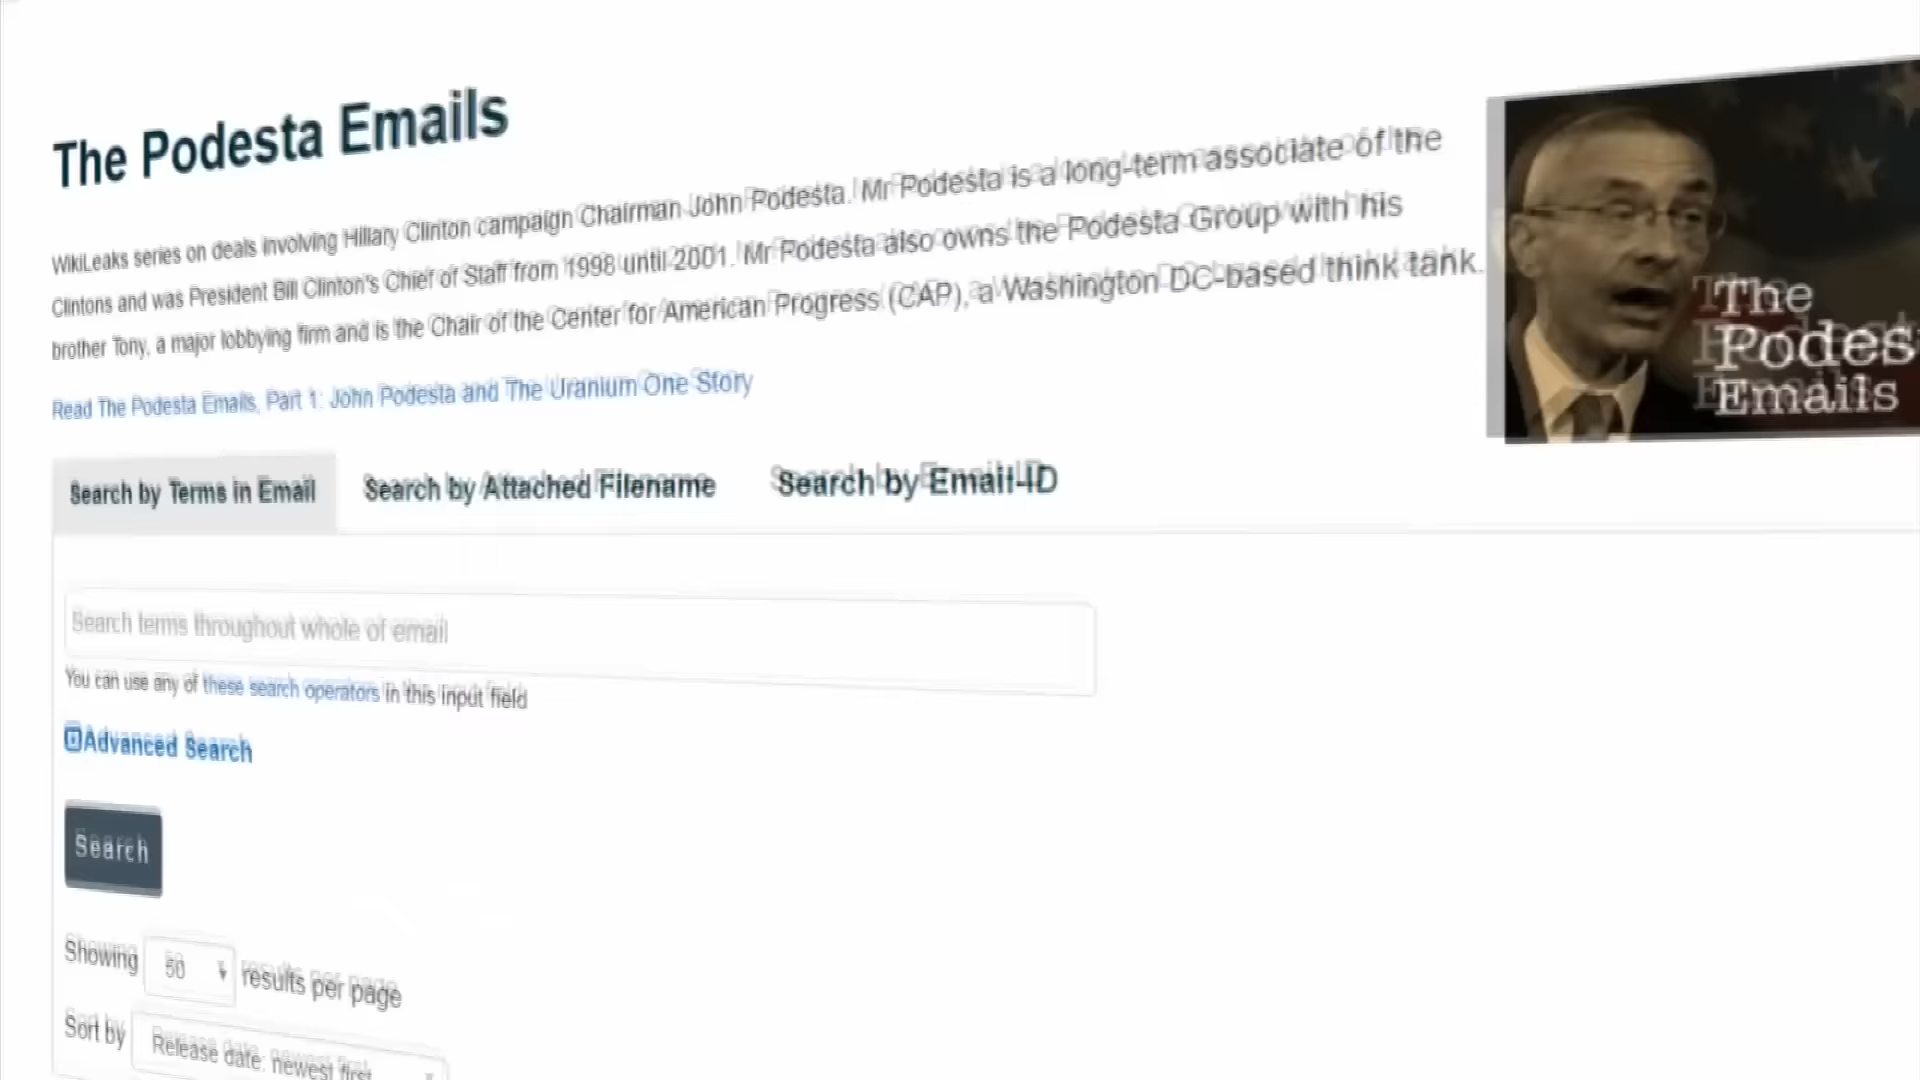 The Podesta Emails
WikiLeaks series on deals involving Hillary Clinton campaign Chairman John Podesta. Mr Podesta is a long-term associate of the
Clintons and was President Bill Clinton's Chief of Staff from 1998 until 2001. Mr Podesta also owns the Podesta Group with his
brother Tony, a major lobbying firm and is the Chair of the Center for American Progress (CAP), a Washington DC-based think tank.
Read The Podesta Emails, Part 1: John Podesta and The Uranium One Story
The
Podes
Emails
Search by Terms in Email
Search by Attached Filename
Search by Email-ID
Search terms throughout whole of email
You can use any of these search operators in this input field
Advanced Search
Search
Showing 50 results per page
Sort by Release date: newest first